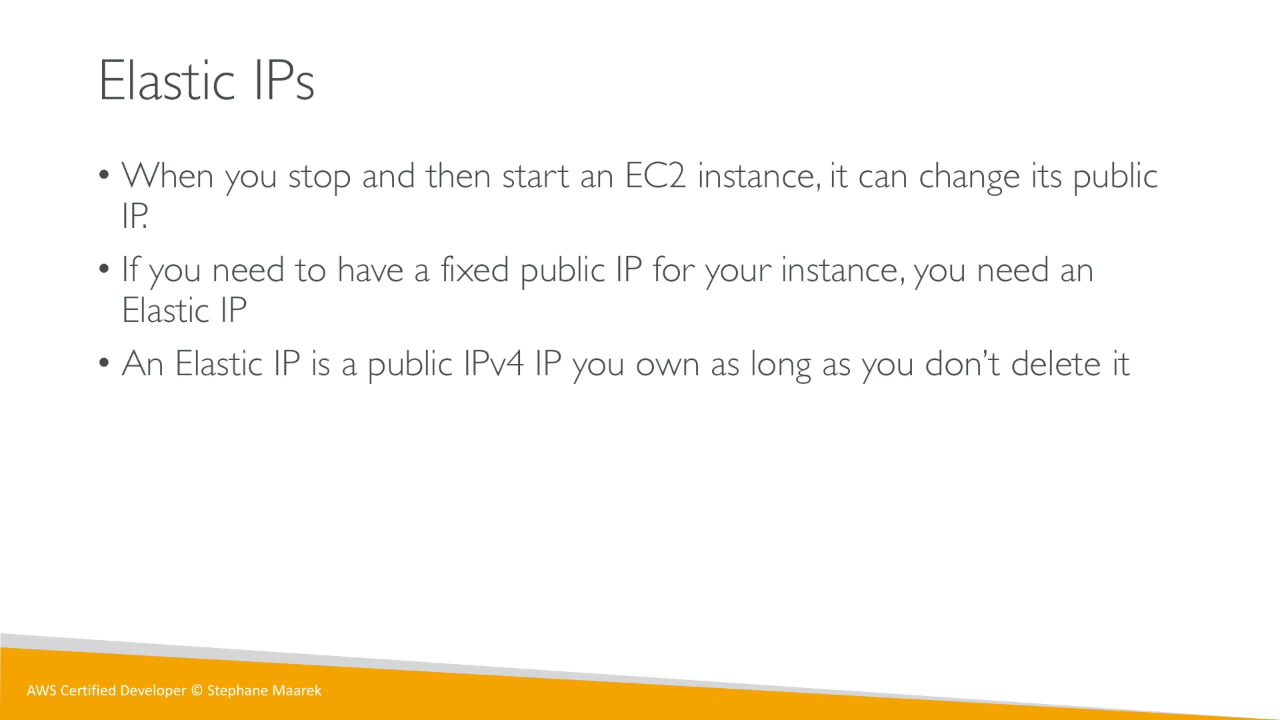 Elastic IPs
• When you stop and then start an EC2 instance, it can change its public
IP.
• If you need to have a fixed public IP for your instance, you need an
Elastic IP
• An Elastic IP is a public IPv4 IP you own as long as you don’t delete it
AWS Certified Developer © Stephane Maarek